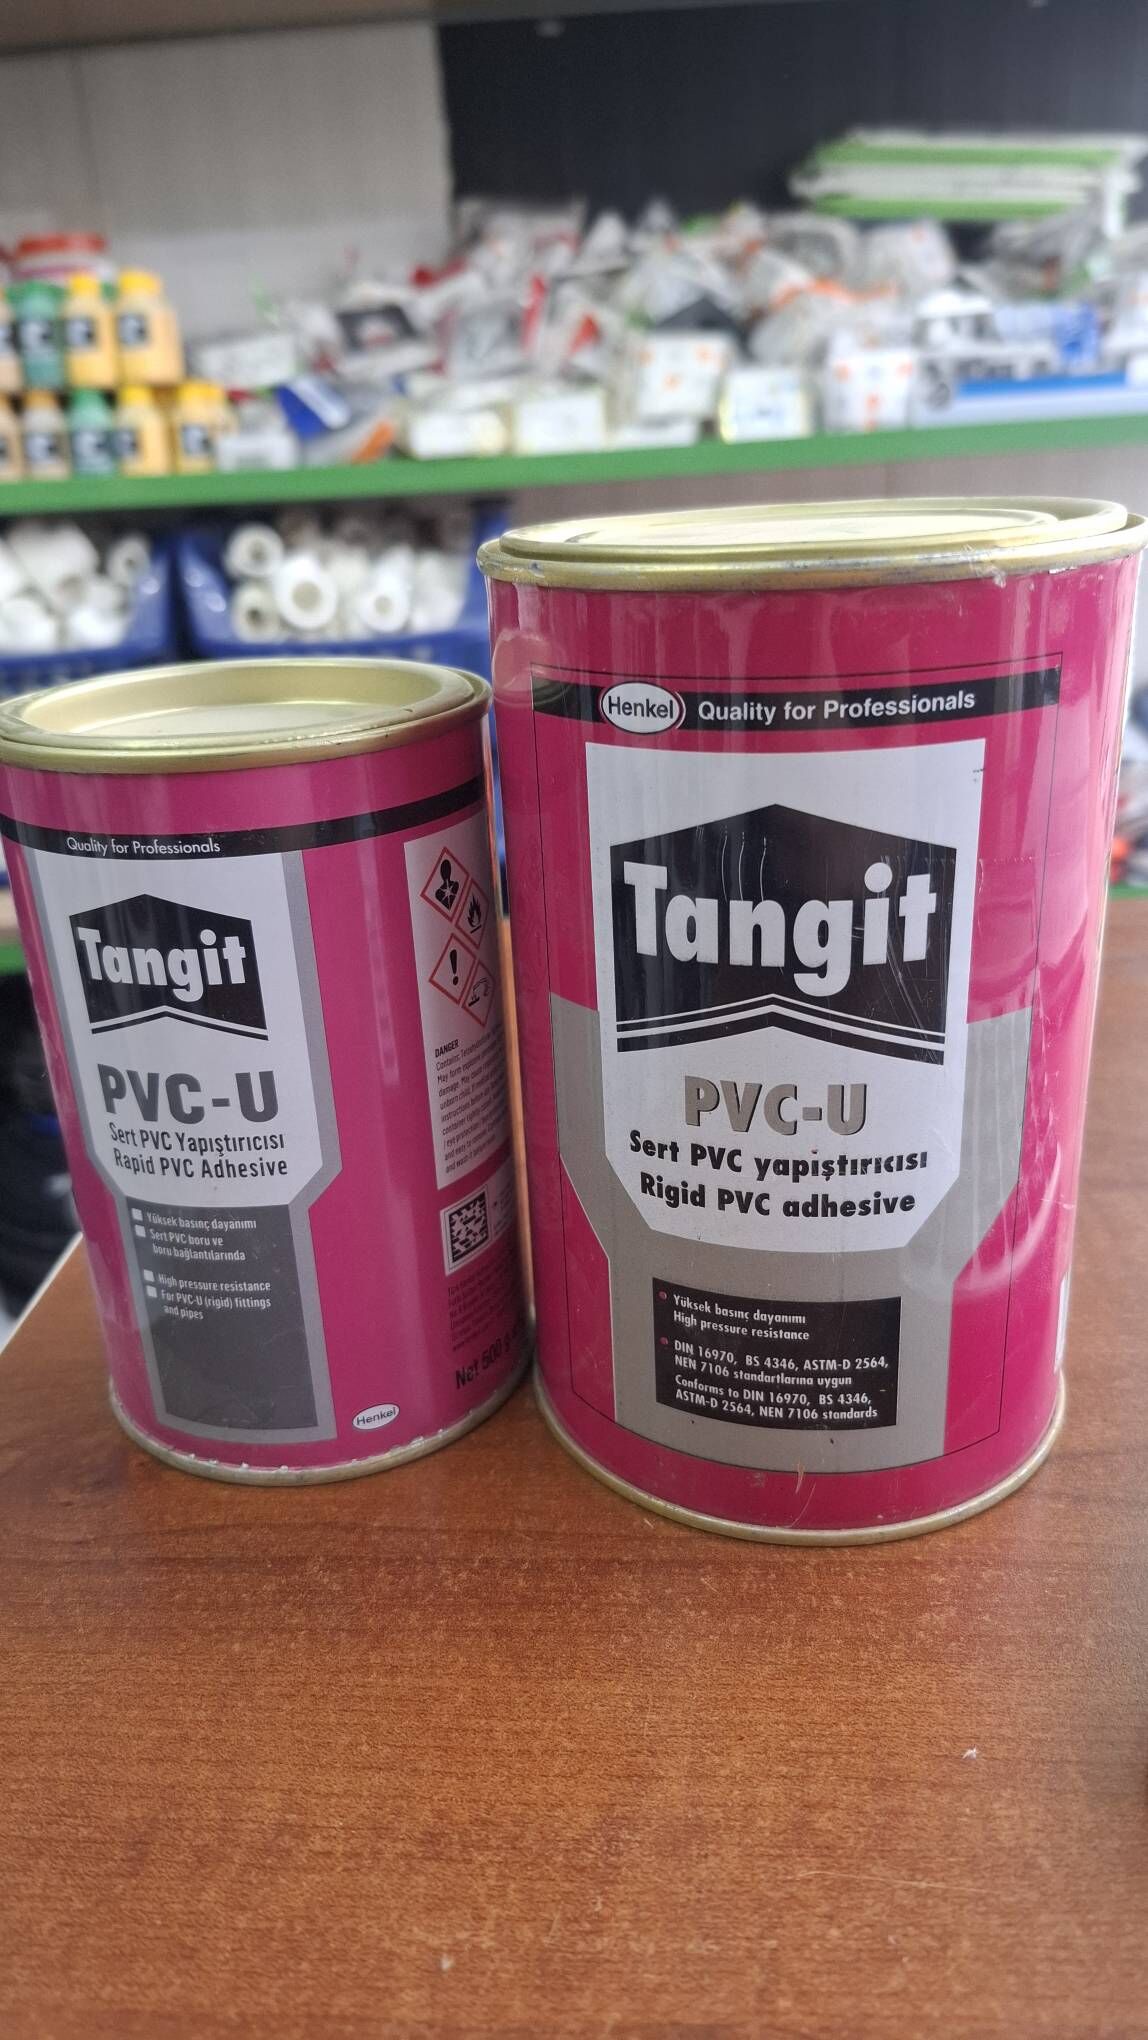 Quality for Professionals
Tangit
PVC-U
Sert PVC Yapıştırıcısı
Rapid PVC Adhesive
Yüksek basınç dayanımı
Sert PVC boru ve
boru bağlantılarında
High pressure resistance
For PVC-U (rigid) fittings
and pipes
DANGER
Net 600 g
Henkel
Henkel Quality for Professionals
Tangit
PVC-U
Sert PVC yapıştırıcısı
Rigid PVC adhesive
Yüksek basınç dayanımı
High pressure resistance
DIN 16970, BS 4346, ASTM-D 2564,
NEN 7106 standartlarına uygun
Conforms to DIN 16970, BS 4346,
ASTM-D 2564, NEN 7106 standards